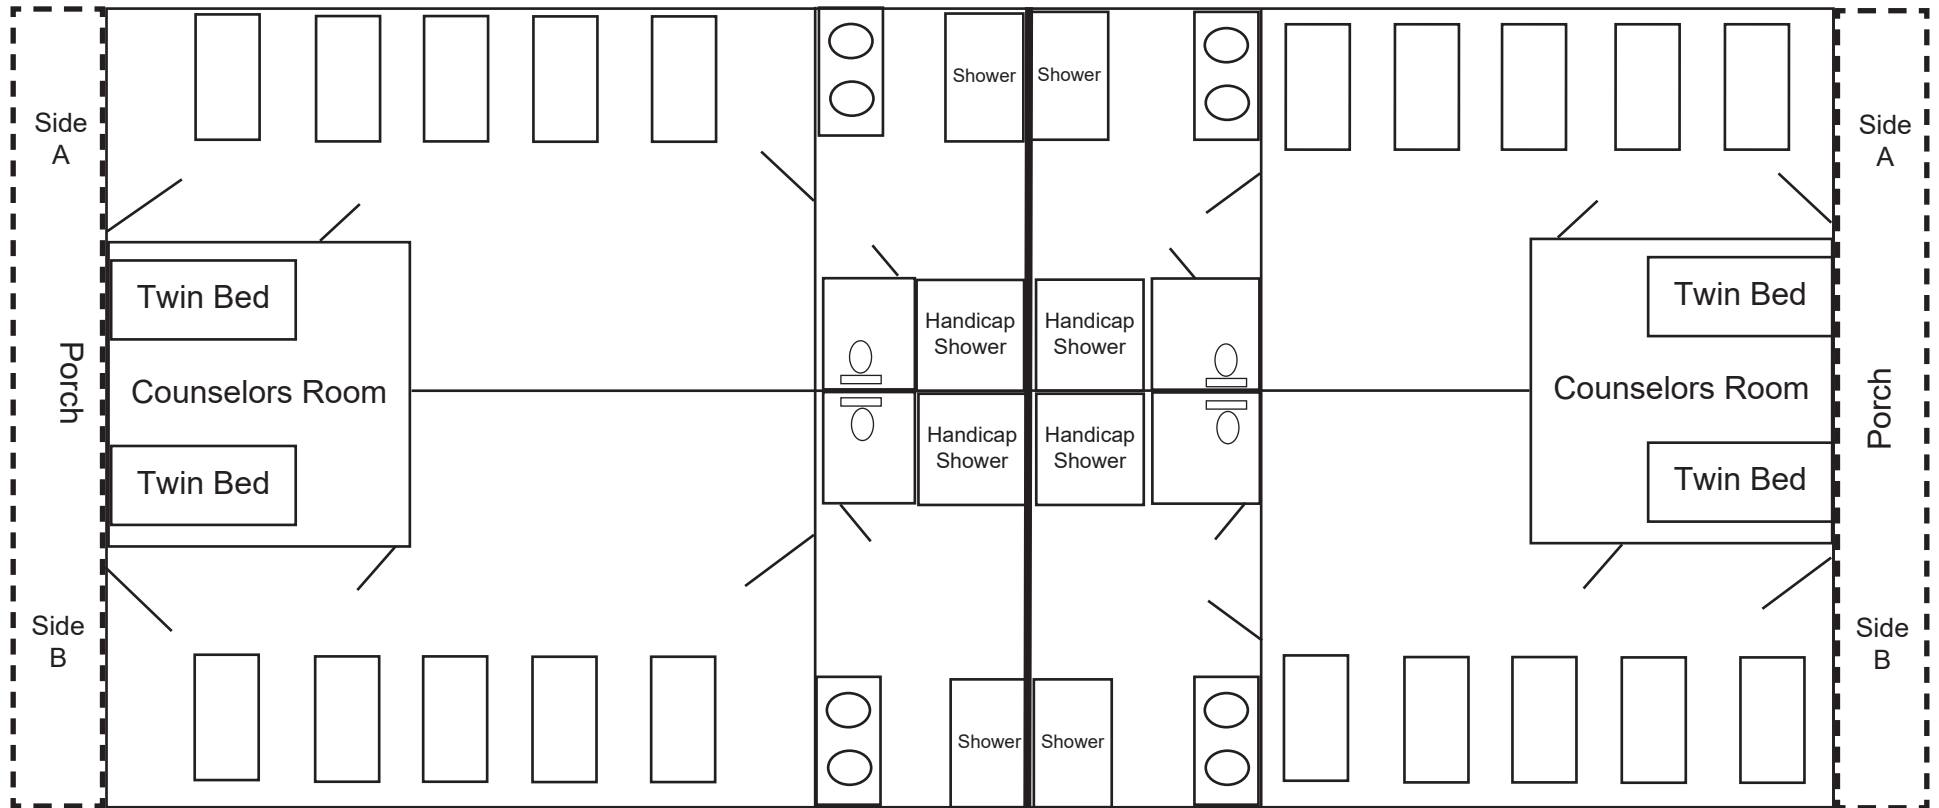 Shower
Shower
Side
A
Side
A
Twin Bed
Twin Bed
Handicap
Shower
Handicap
Shower
Porch
Counselors Room
Counselors Room
Porch
Handicap
Shower
Handicap
Shower
Twin Bed
Twin Bed
Side
B
Side
B
Shower
Shower